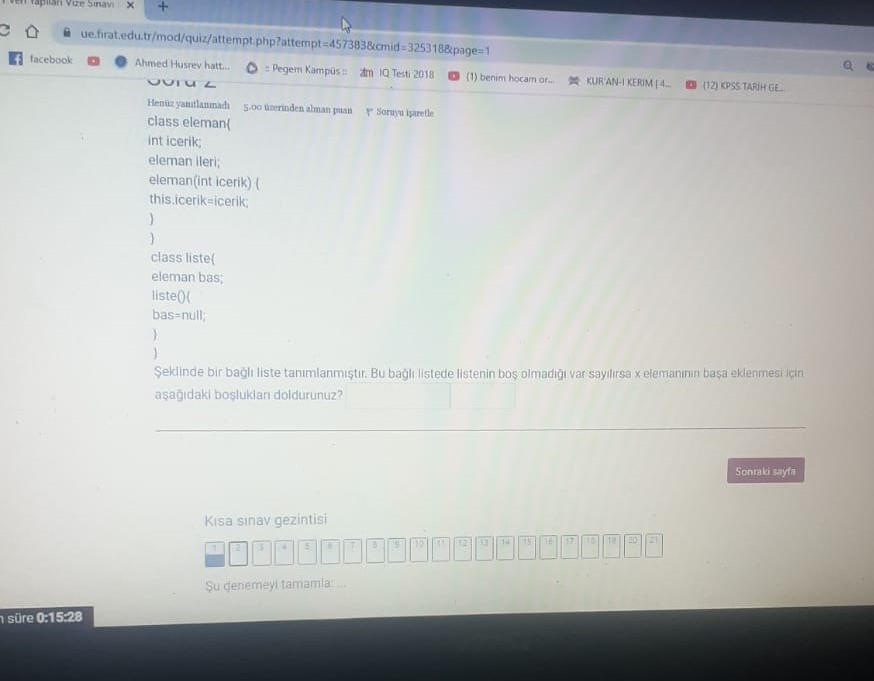 Veri Yapıları Vize Sınavı
ue.firat.edu.tr/mod/quiz/attempt.php?attempt=457383&cmid=325318&page=1
facebook Ahmed Husrev hatt... :: Pegem Kampüs :: IQ Testi 2018 (1) benim hocam or... KUR'AN-I KERİM | 4... (12) KPSS TARİH GE...
Soru 2
Henüz yanıtlanmadı 5,00 üzerinden alınan puan Soruyu işaretle
class eleman{
int icerik;
eleman ileri;
eleman(int icerik) {
this.icerik=icerik;
}
}
class liste{
eleman bas;
liste(){
bas=null;
}
}
Şeklinde bir bağlı liste tanımlanmıştır. Bu bağlı listede listenin boş olmadığı var sayılırsa x elemanının başa eklenmesi için
aşağıdaki boşlukları doldurunuz?
Sonraki sayfa
Kısa sınav gezintisi
1 2 3 4 5 6 7 8 9 10 11 12 13 14 15 16 17 18 19 20 21
Şu denemeyi tamamla: ...
süre 0:15:28